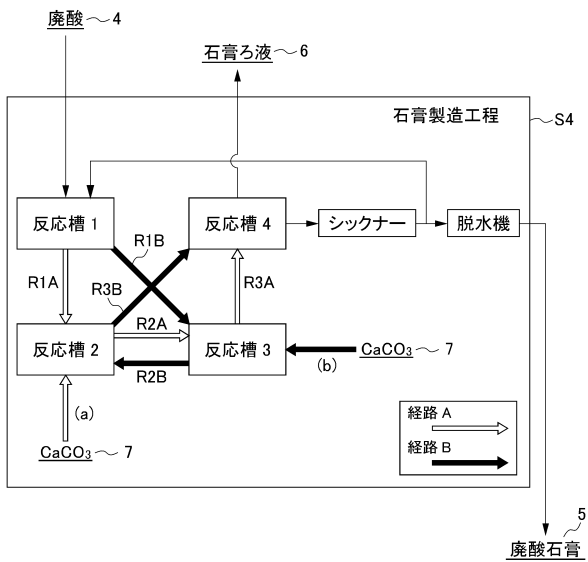 廃酸 4
石膏ろ液 6
石膏製造工程
S4
反応槽 1
反応槽 4
シックナー
脱水機
R1B
R1A
R3B
R3A
R2A
反応槽 2
反応槽 3
R2B
CaCO₃ 7
(b)
(a)
CaCO₃ 7
経路 A
経路 B
5
廃酸石膏